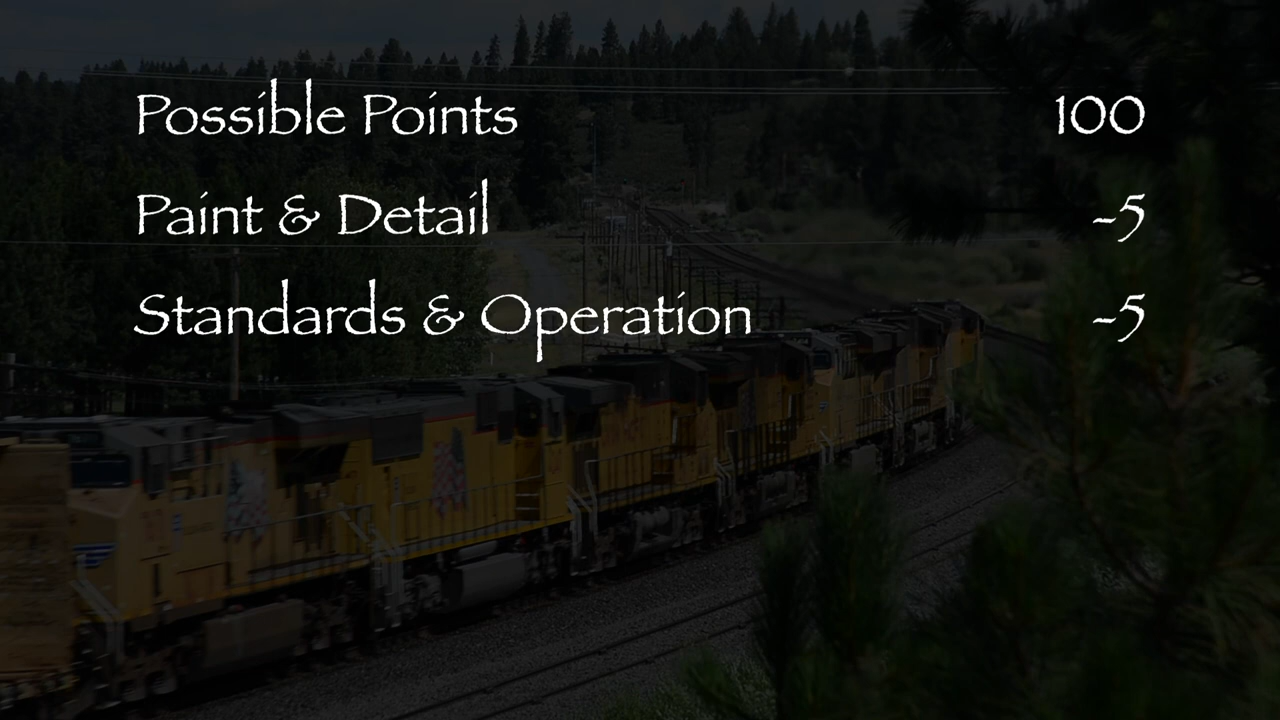 Possible Points 100
Paint & Detail -5
Standards & Operation -5